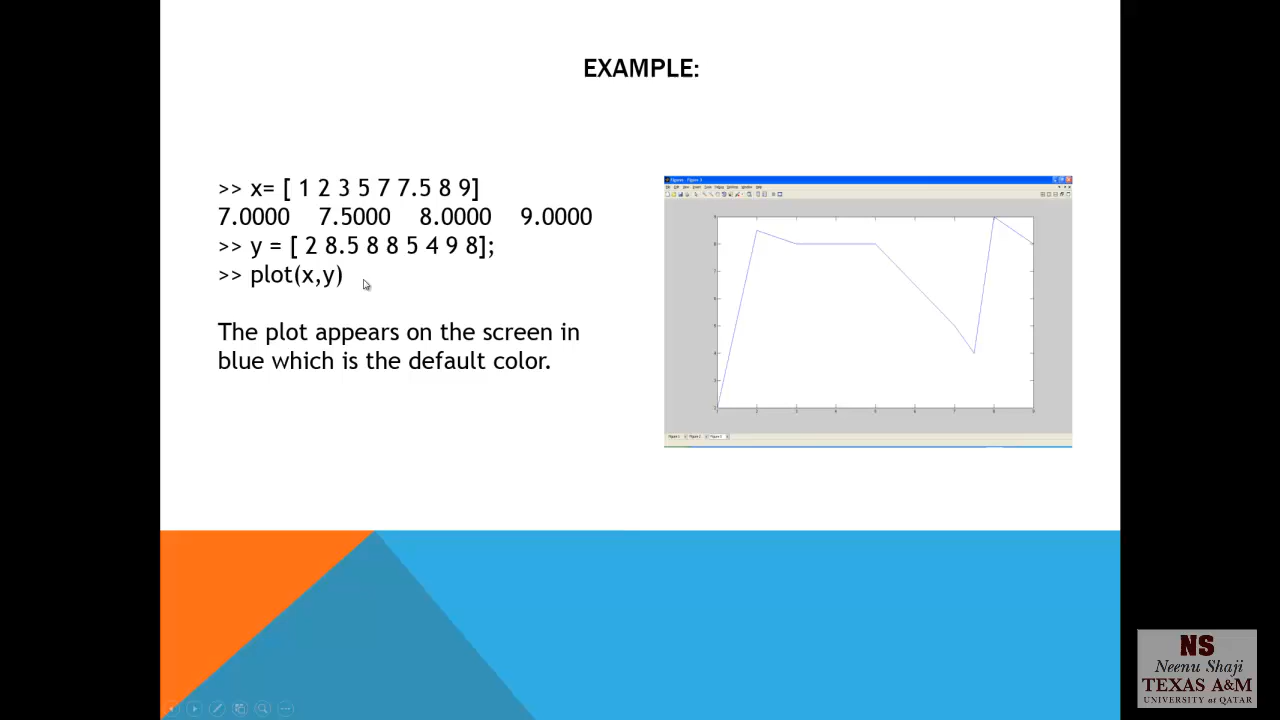 EXAMPLE:
>> x= [ 1 2 3 5 7 7.5 8 9]
7.0000 7.5000 8.0000 9.0000
>> y = [ 2 8.5 8 8 5 4 9 8];
>> plot(x,y)
The plot appears on the screen in
blue which is the default color.
NS
Neenu Shaji
TEXAS A&M
UNIVERSITY at QATAR